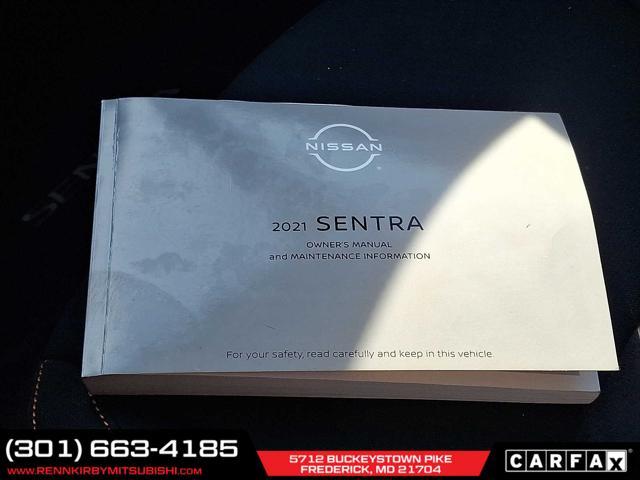 NISSAN
2021 SENTRA
OWNER'S MANUAL
and MAINTENANCE INFORMATION
For your safety, read carefully and keep in this vehicle.
(301) 663-4185
WWW.RENNKIRBYMITSUBISHI.COM
5712 BUCKEYSTOWN PIKE
FREDERICK, MD 21704
CARFAX